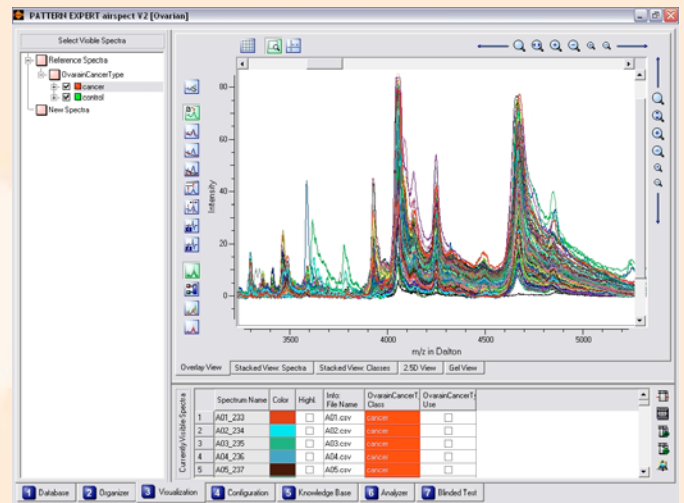 PATTERN EXPERT airspect V2 [Ovarian]
Select Visible Spectra
Reference Spectra
OvarainCancerType
cancer
control
New Spectra
Intensity
80
60
40
20
0
3500
4000
4500
5000
m/z in Dalton
Overlay View
Stacked View: Spectra
Stacked View: Classes
2.5D View
Gel View
Currently Visible Spectra
Spectrum Name
Color
Highl.
Info:
File Name
OvarainCancerT
Class
OvarainCancerTy
Use
1 A01_233 A01.csv cancer
2 A02_234 A02.csv cancer
3 A03_235 A03.csv cancer
4 A04_236 A04.csv cancer
5 A05_237 A05.csv cancer
1 Database
2 Organizer
3 Visualization
4 Configuration
5 Knowledge Base
6 Analyzer
7 Blinded Test